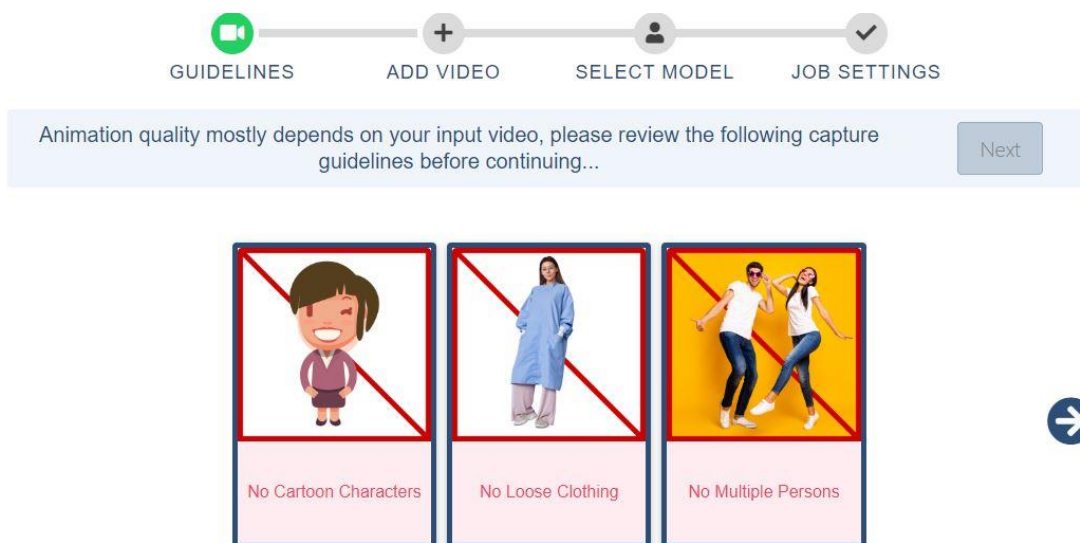 GUIDELINES
ADD VIDEO
SELECT MODEL
JOB SETTINGS
Animation quality mostly depends on your input video, please review the following capture
guidelines before continuing...
Next
No Cartoon Characters
No Loose Clothing
No Multiple Persons